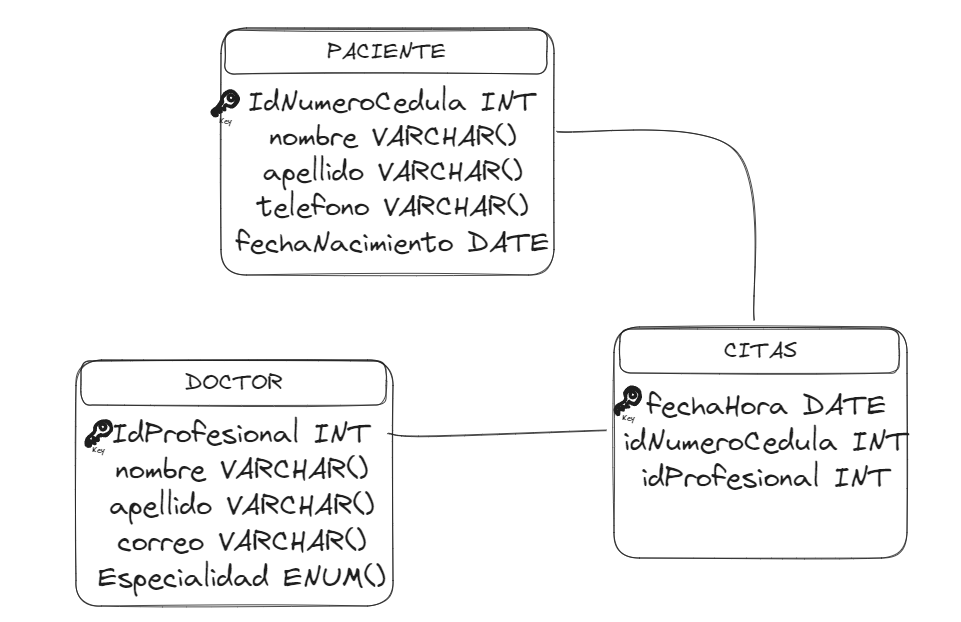 PACIENTE
IdNumeroCedula INT
Key
nombre VARCHAR()
apellido VARCHAR()
telefono VARCHAR()
fechaNacimiento DATE
DOCTOR
IdProfesional INT
Key
nombre VARCHAR()
apellido VARCHAR()
correo VARCHAR()
Especialidad ENUM()
CITAS
fechaHora DATE
Key
idNumeroCedula INT
idProfesional INT